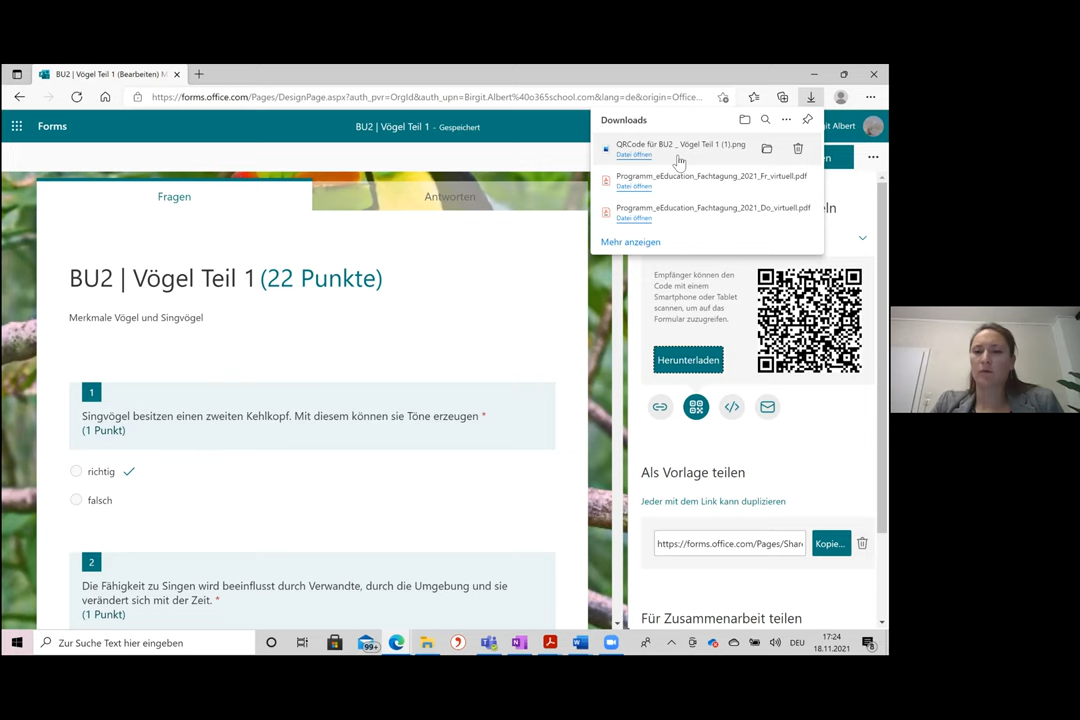 BU2 | Vögel Teil 1 (Bearbeiten) M
https://forms.office.com/Pages/DesignPage.aspx?auth_pvr=OrgId&auth_upn=Birgit.Albert%40o365school.com&lang=de&origin=Office...
Forms
BU2 | Vögel Teil 1 - Gespeichert
it Albert
Downloads
QRCode für BU2 _ Vögel Teil 1 (1).png
Datei öffnen
Programm_eEducation_Fachtagung_2021_Fr_virtuell.pdf
Datei öffnen
Programm_eEducation_Fachtagung_2021_Do_virtuell.pdf
Datei öffnen
Mehr anzeigen
en
eln
Fragen
Antworten
BU2 | Vögel Teil 1 (22 Punkte)
Merkmale Vögel und Singvögel
1
Singvögel besitzen einen zweiten Kehlkopf. Mit diesem können sie Töne erzeugen *
(1 Punkt)
richtig
falsch
2
Die Fähigkeit zu Singen wird beeinflusst durch Verwandte, durch die Umgebung und sie
verändert sich mit der Zeit. *
(1 Punkt)
Empfänger können den
Code mit einem
Smartphone oder Tablet
scannen, um auf das
Formular zuzugreifen.
Herunterladen
Als Vorlage teilen
Jeder mit dem Link kann duplizieren
https://forms.office.com/Pages/Share
Kopie...
Für Zusammenarbeit teilen
Zur Suche Text hier eingeben
99+
DEU
17:24
18.11.2021
8